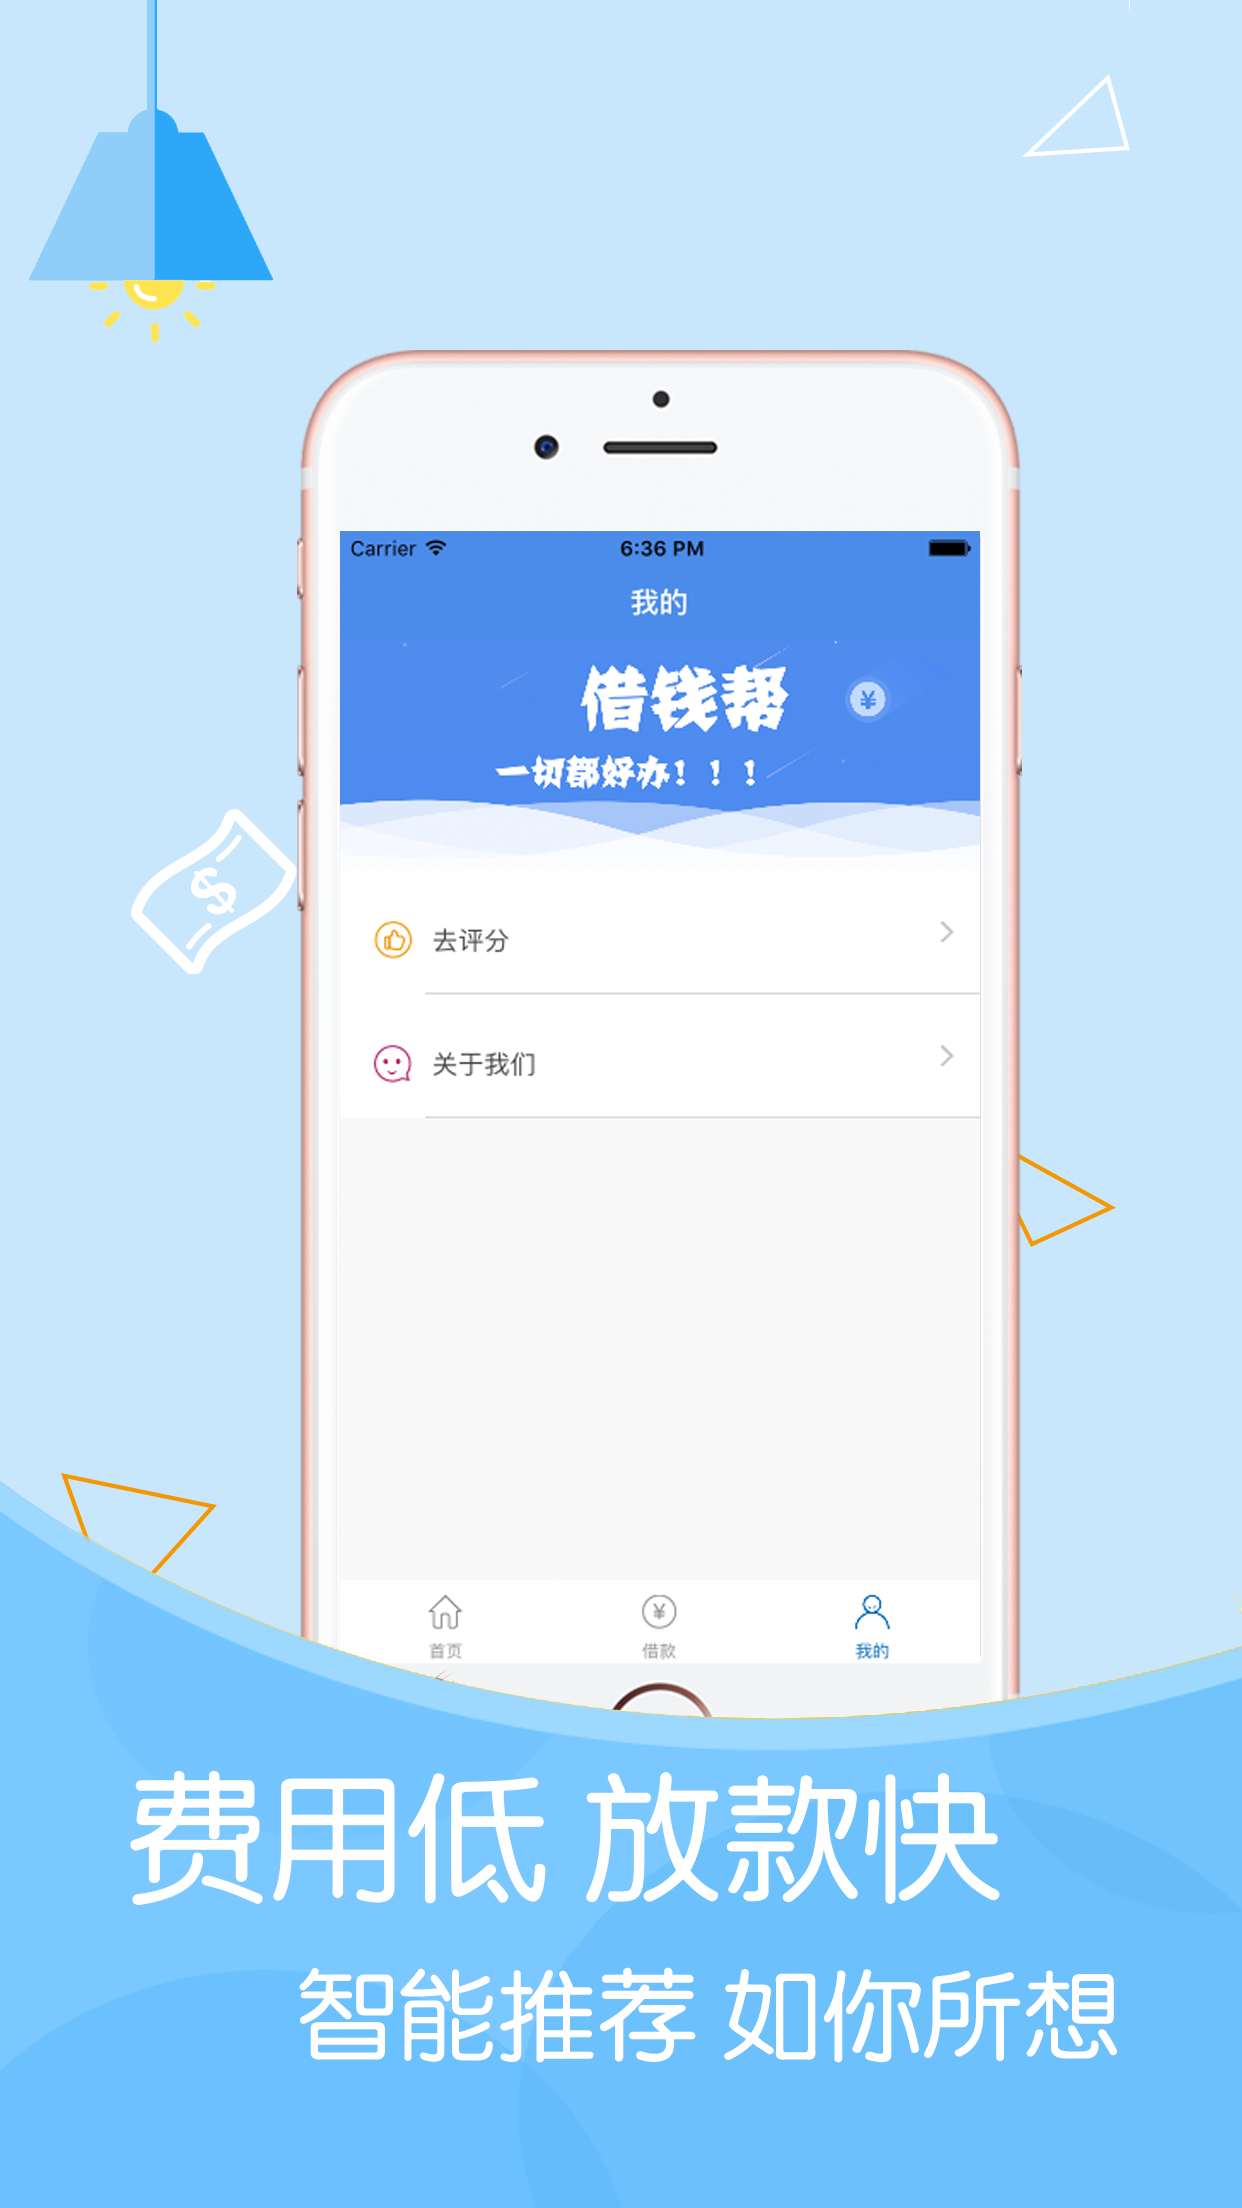 Carrier 6:36 PM
我的
借钱帮
¥
一切都好办！！！
$
去评分
关于我们
¥
首页 借款 我的
费用低 放款快
智能推荐 如你所想